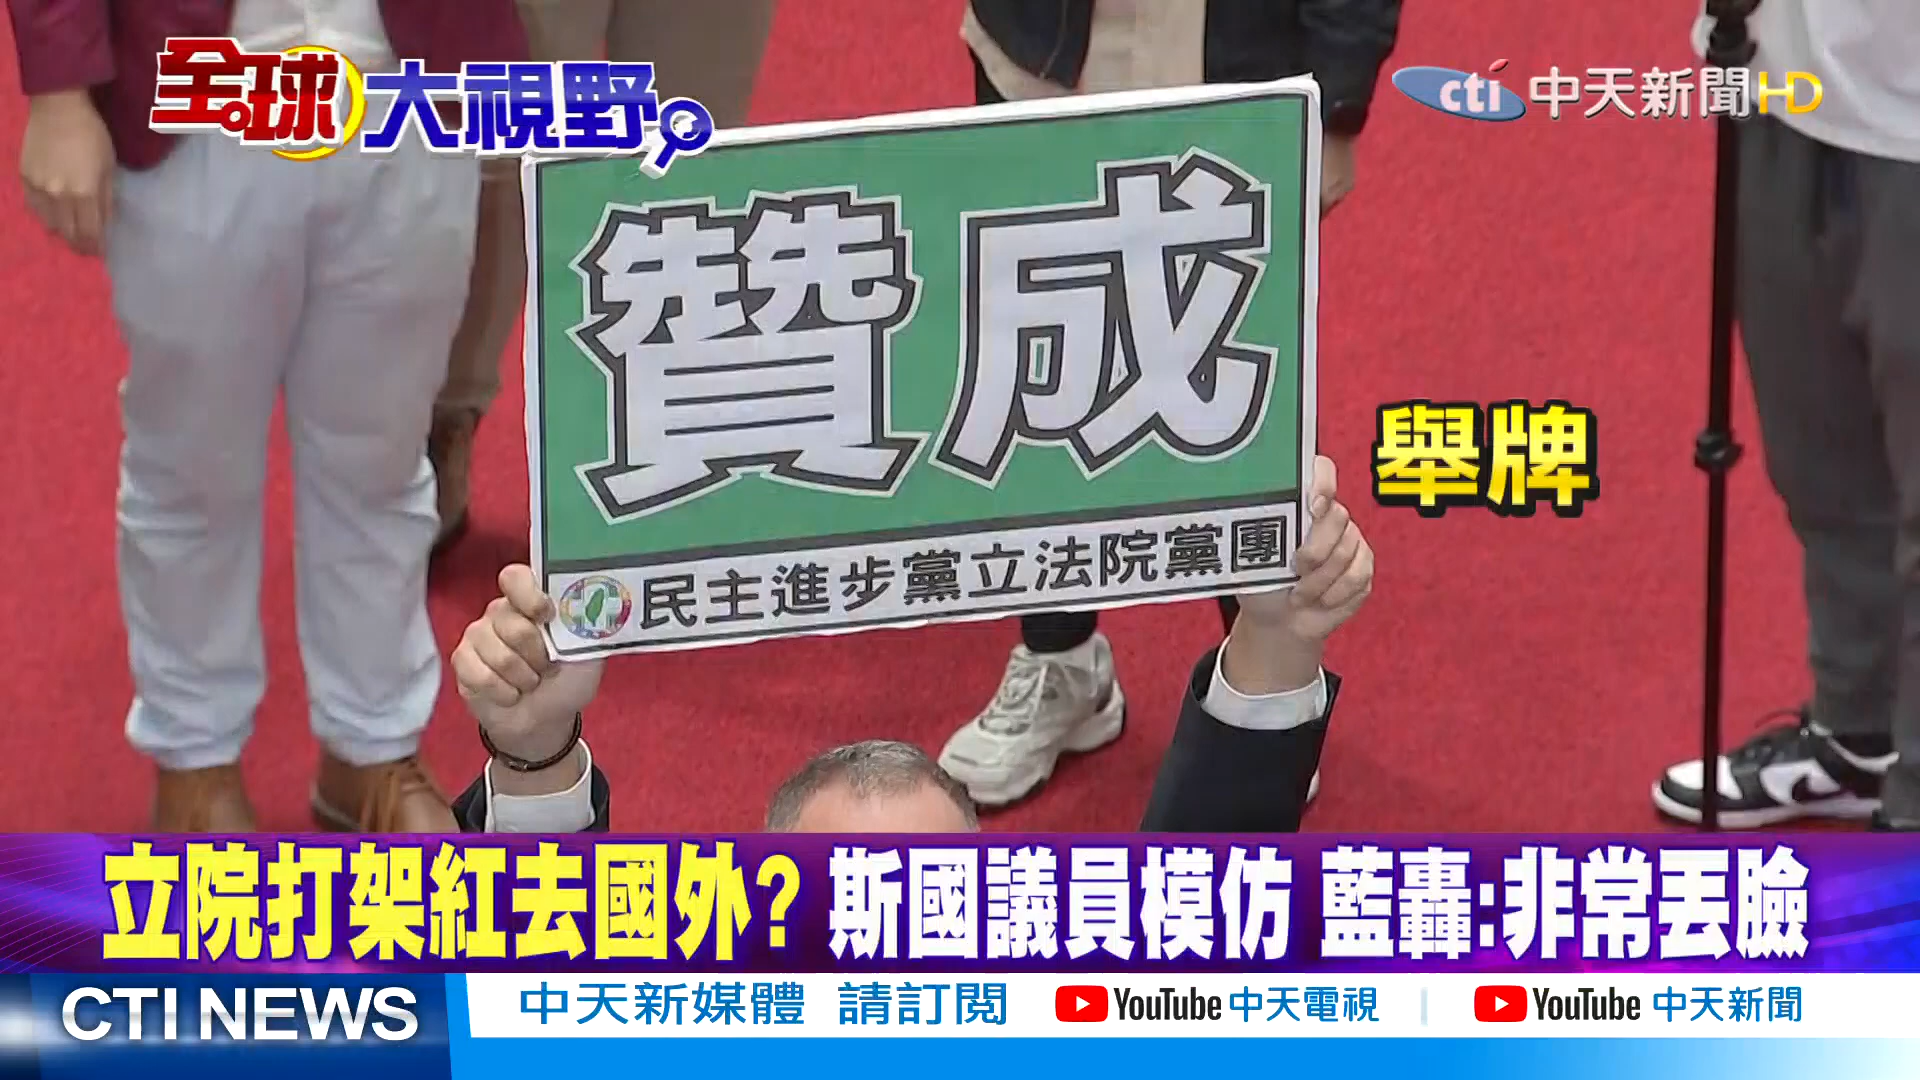 全球大視野
cti 中天新聞HD
贊成
民主進步黨立法院黨團
舉牌
立院打架紅去國外? 斯國議員模仿 藍轟:非常丟臉
CTI NEWS
中天新媒體 請訂閱 YouTube 中天電視 | YouTube 中天新聞